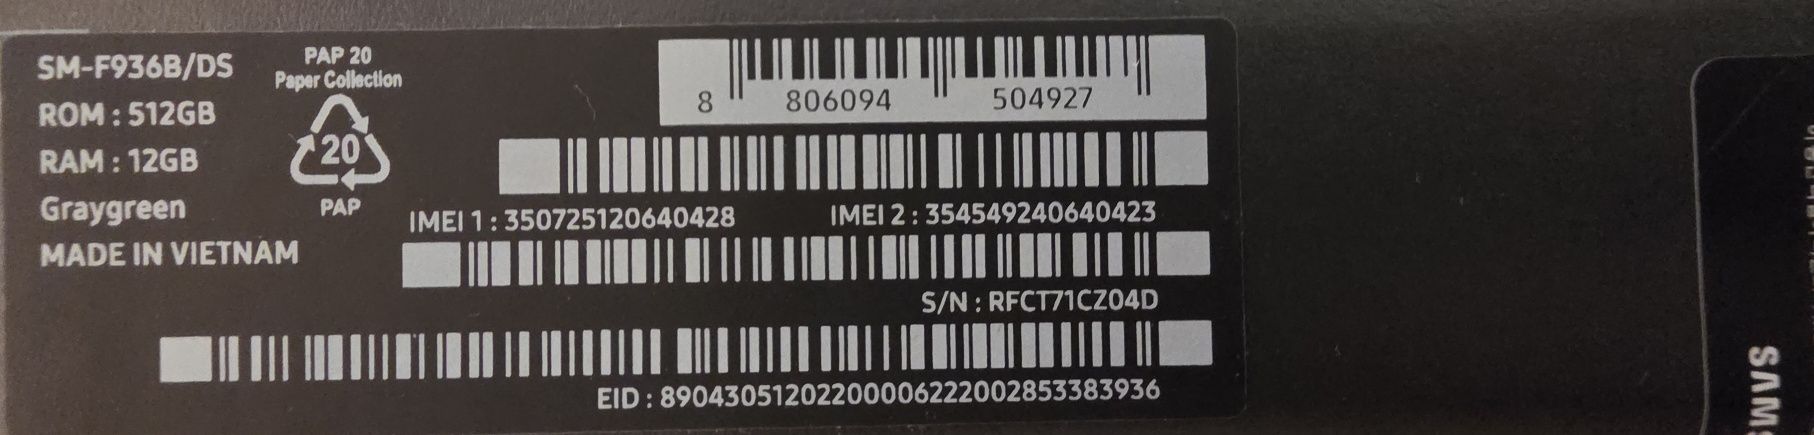 SM-F936B/DS
ROM : 512GB
RAM : 12GB
Graygreen
MADE IN VIETNAM
PAP 20
Paper Collection
20
PAP
8 806094 504927
IMEI 1 : 350725120640428 IMEI 2 : 354549240640423
S/N : RFCT71CZ04D
EID : 89043051202200006222002853383936